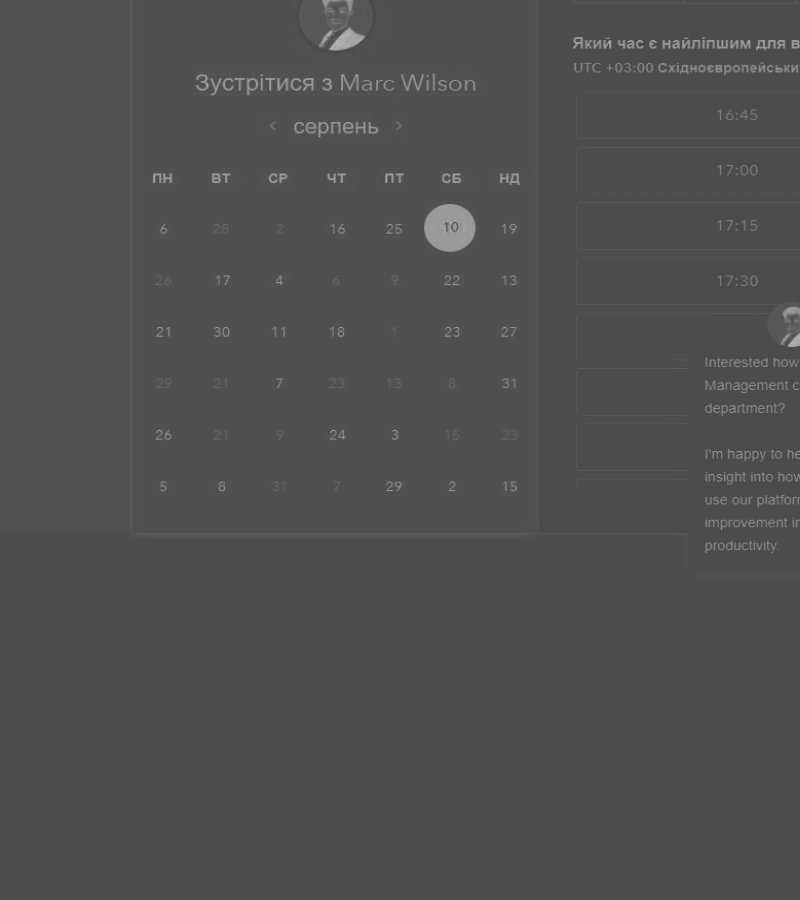 Зустрітися з Marc Wilson
серпень
ПН ВТ СР ЧТ ПТ СБ НД
6 28 2 16 25 10 19
26 17 4 6 9 22 13
21 30 11 18 1 23 27
29 21 7 23 13 8 31
26 21 9 24 3 15 23
5 8 31 7 29 2 15
Який час є найліпшим для в
UTC +03:00 Східноєвропейськи
16:45
17:00
17:15
17:30
Interested how
Management c
department?
I'm happy to he
insight into how
use our platfor
improvement in
productivity.